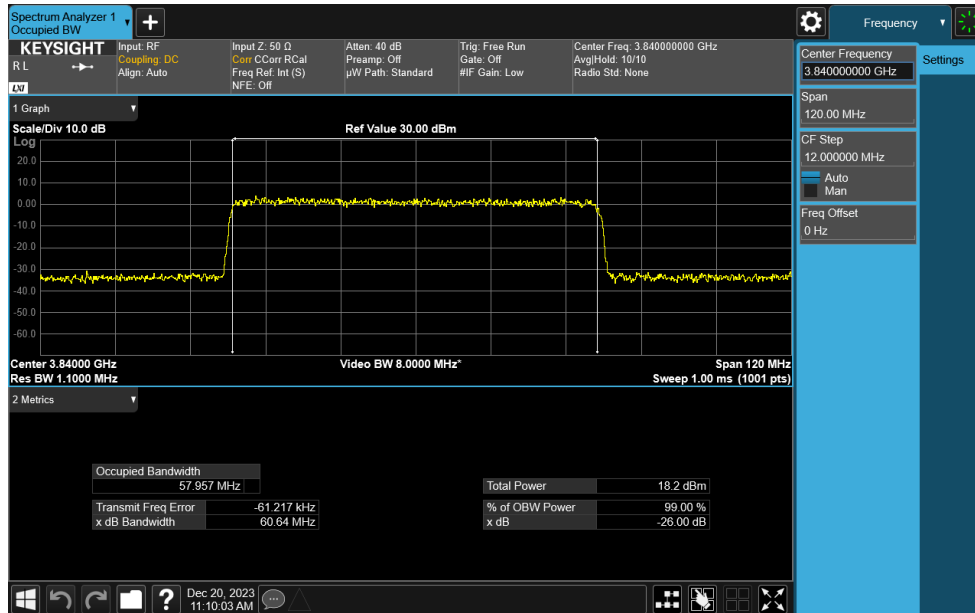 Spectrum Analyzer 1
Occupied BW
Frequency
KEYSIGHT
R L
LXI
Input: RF
Coupling: DC
Align: Auto
Input Z: 50 Ω
Corr CCorr RCal
Freq Ref: Int (S)
NFE: Off
Atten: 40 dB
Preamp: Off
µW Path: Standard
Trig: Free Run
Gate: Off
#IF Gain: Low
Center Freq: 3.840000000 GHz
Avg|Hold: 10/10
Radio Std: None
Center Frequency
3.840000000 GHz
Settings
Span
120.00 MHz
CF Step
12.000000 MHz
Auto
Man
Freq Offset
0 Hz
1 Graph
Scale/Div 10.0 dB
Ref Value 30.00 dBm
Log
20.0
10.0
0.00
-10.0
-20.0
-30.0
-40.0
-50.0
-60.0
Center 3.84000 GHz
Video BW 8.0000 MHz*
Span 120 MHz
Res BW 1.1000 MHz
Sweep 1.00 ms (1001 pts)
2 Metrics
Occupied Bandwidth
57.957 MHz
Total Power 18.2 dBm
Transmit Freq Error -61.217 kHz
% of OBW Power 99.00 %
x dB Bandwidth 60.64 MHz
x dB -26.00 dB
?
Dec 20, 2023
11:10:03 AM